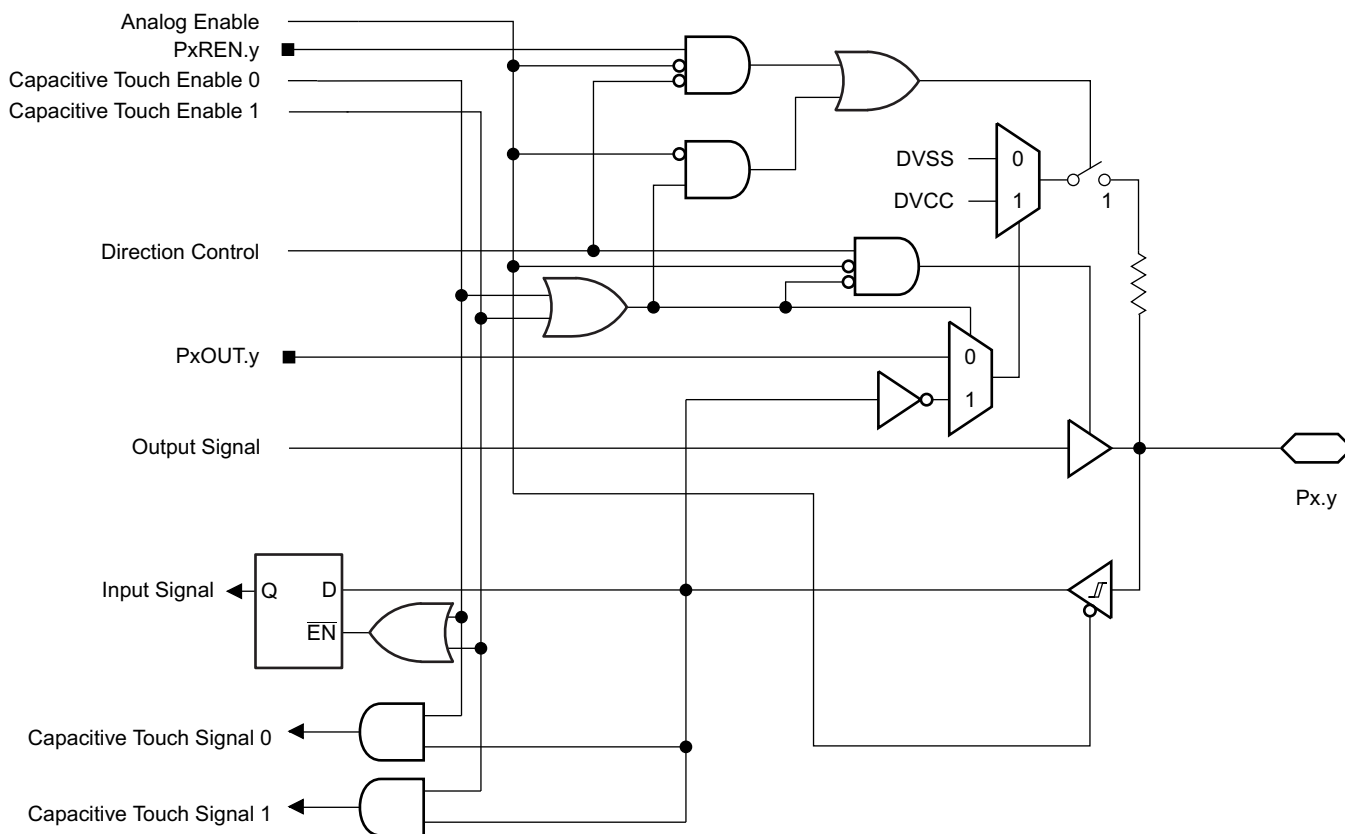 Analog Enable
PxREN.y
Capacitive Touch Enable 0
Capacitive Touch Enable 1
DVSS
0
DVCC
1
1
Direction Control
PxOUT.y
0
1
Output Signal
Px.y
Input Signal
Q
D
EN
Capacitive Touch Signal 0
Capacitive Touch Signal 1